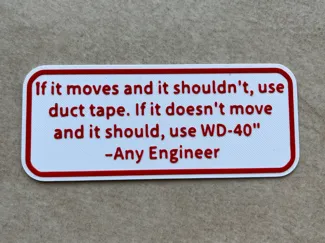 If it moves and it shouldn't, use
duct tape. If it doesn't move
and it should, use WD-40"
–Any Engineer